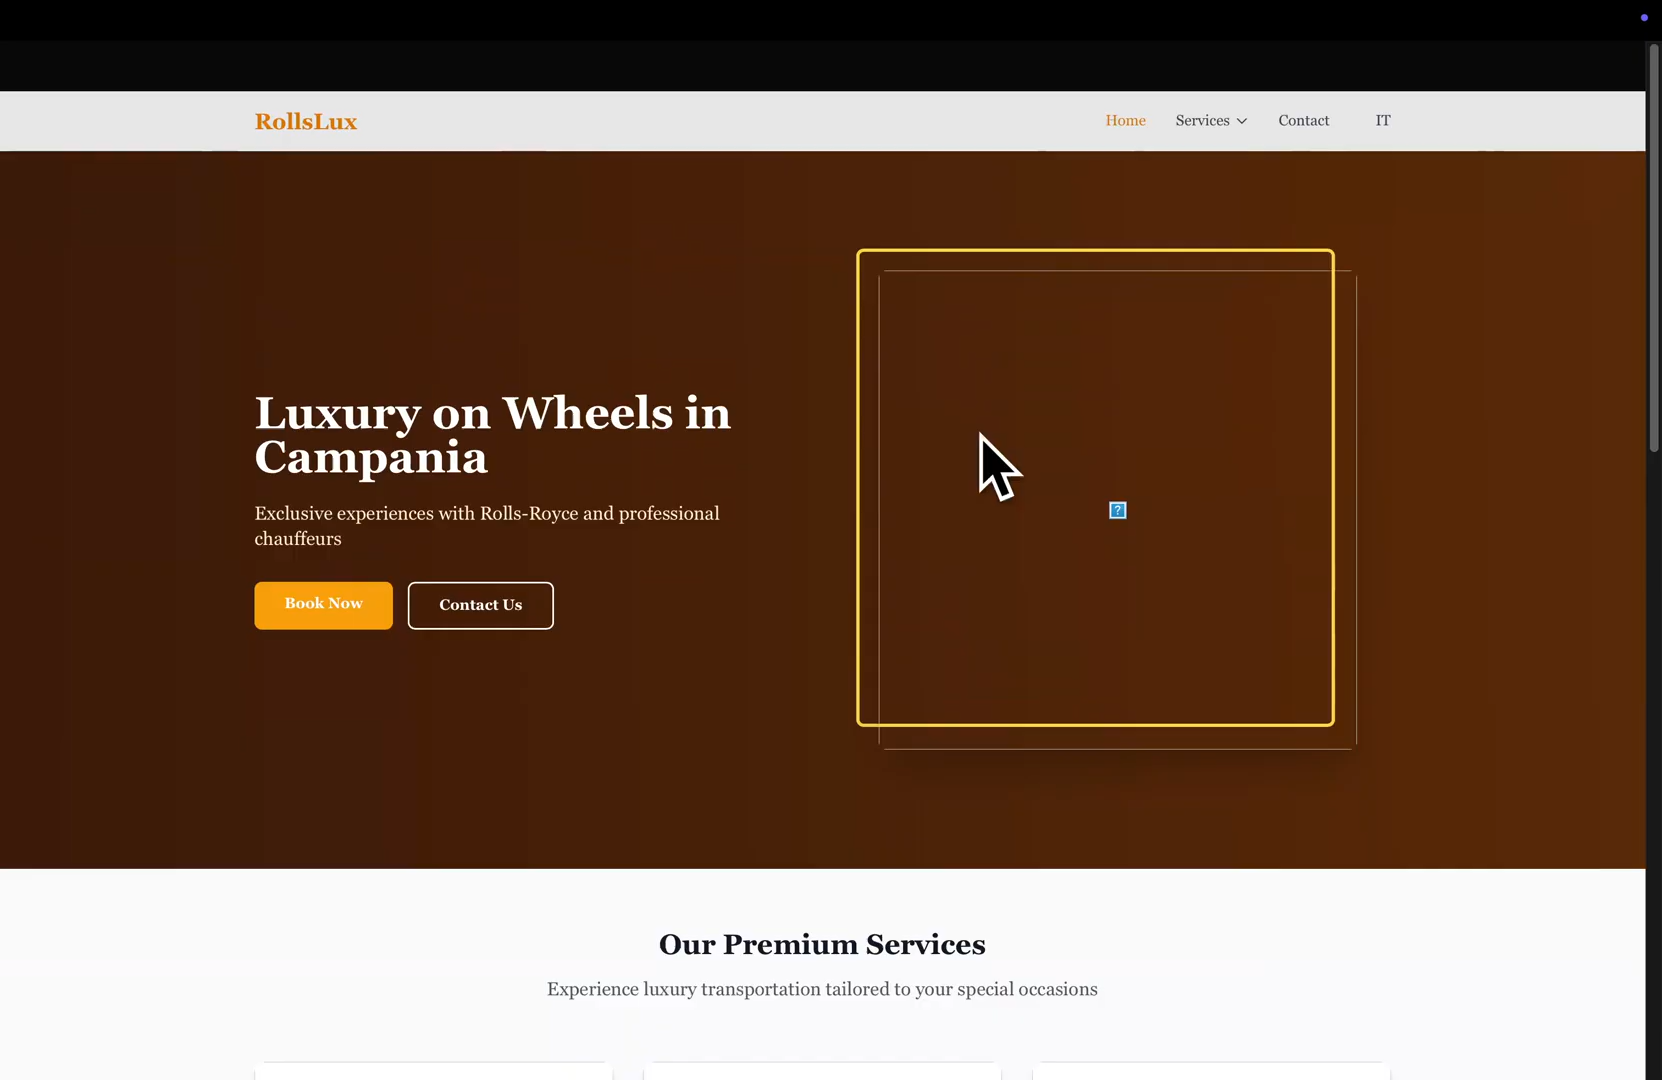 RollsLux
Home
Services
Contact
IT
Luxury on Wheels in
Campania
Exclusive experiences with Rolls-Royce and professional
chauffeurs
Book Now
Contact Us
?
Our Premium Services
Experience luxury transportation tailored to your special occasions